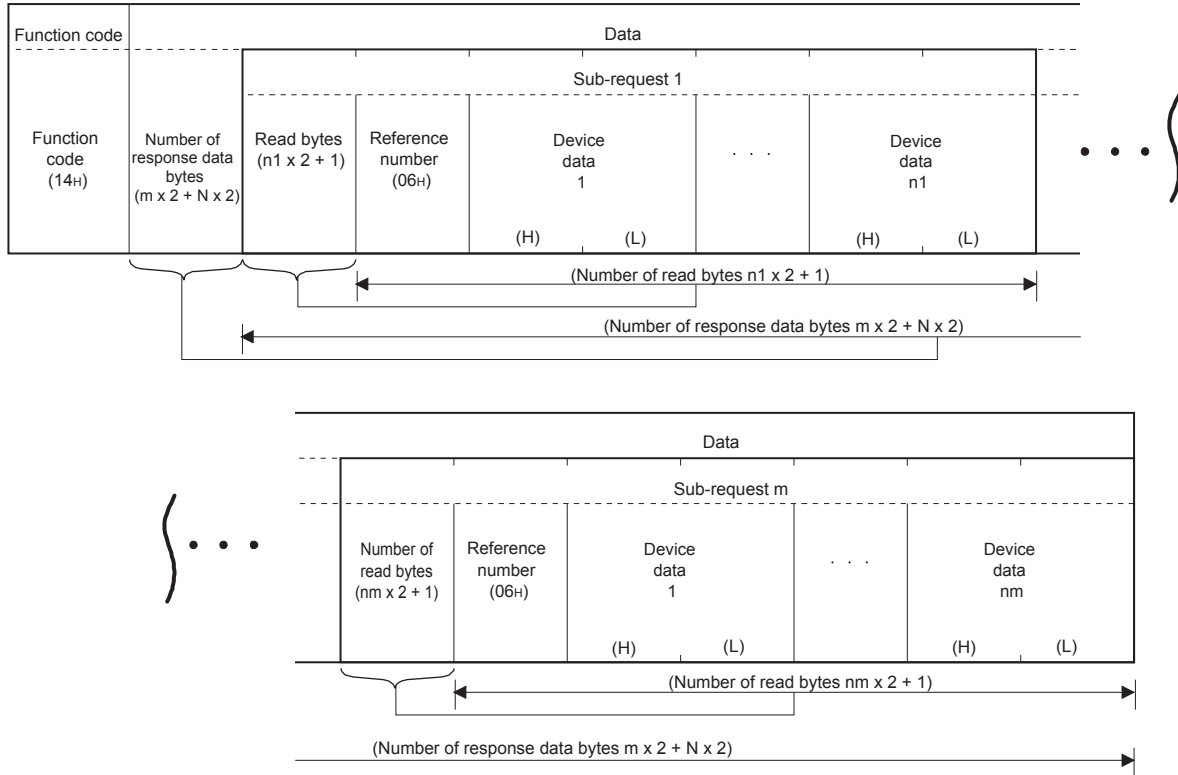 Function code
Data
Sub-request 1
Function
code
(14H)
Number of
response data
bytes
(m x 2 + N x 2)
Read bytes
(n1 x 2 + 1)
Reference
number
(06H)
Device
data
1
(H)
(L)
. . .
Device
data
n1
(H)
(L)
(Number of read bytes n1 x 2 + 1)
(Number of response data bytes m x 2 + N x 2)
Data
Sub-request m
Number of
read bytes
(nm x 2 + 1)
Reference
number
(06H)
Device
data
1
(H)
(L)
. . .
Device
data
nm
(H)
(L)
(Number of read bytes nm x 2 + 1)
(Number of response data bytes m x 2 + N x 2)